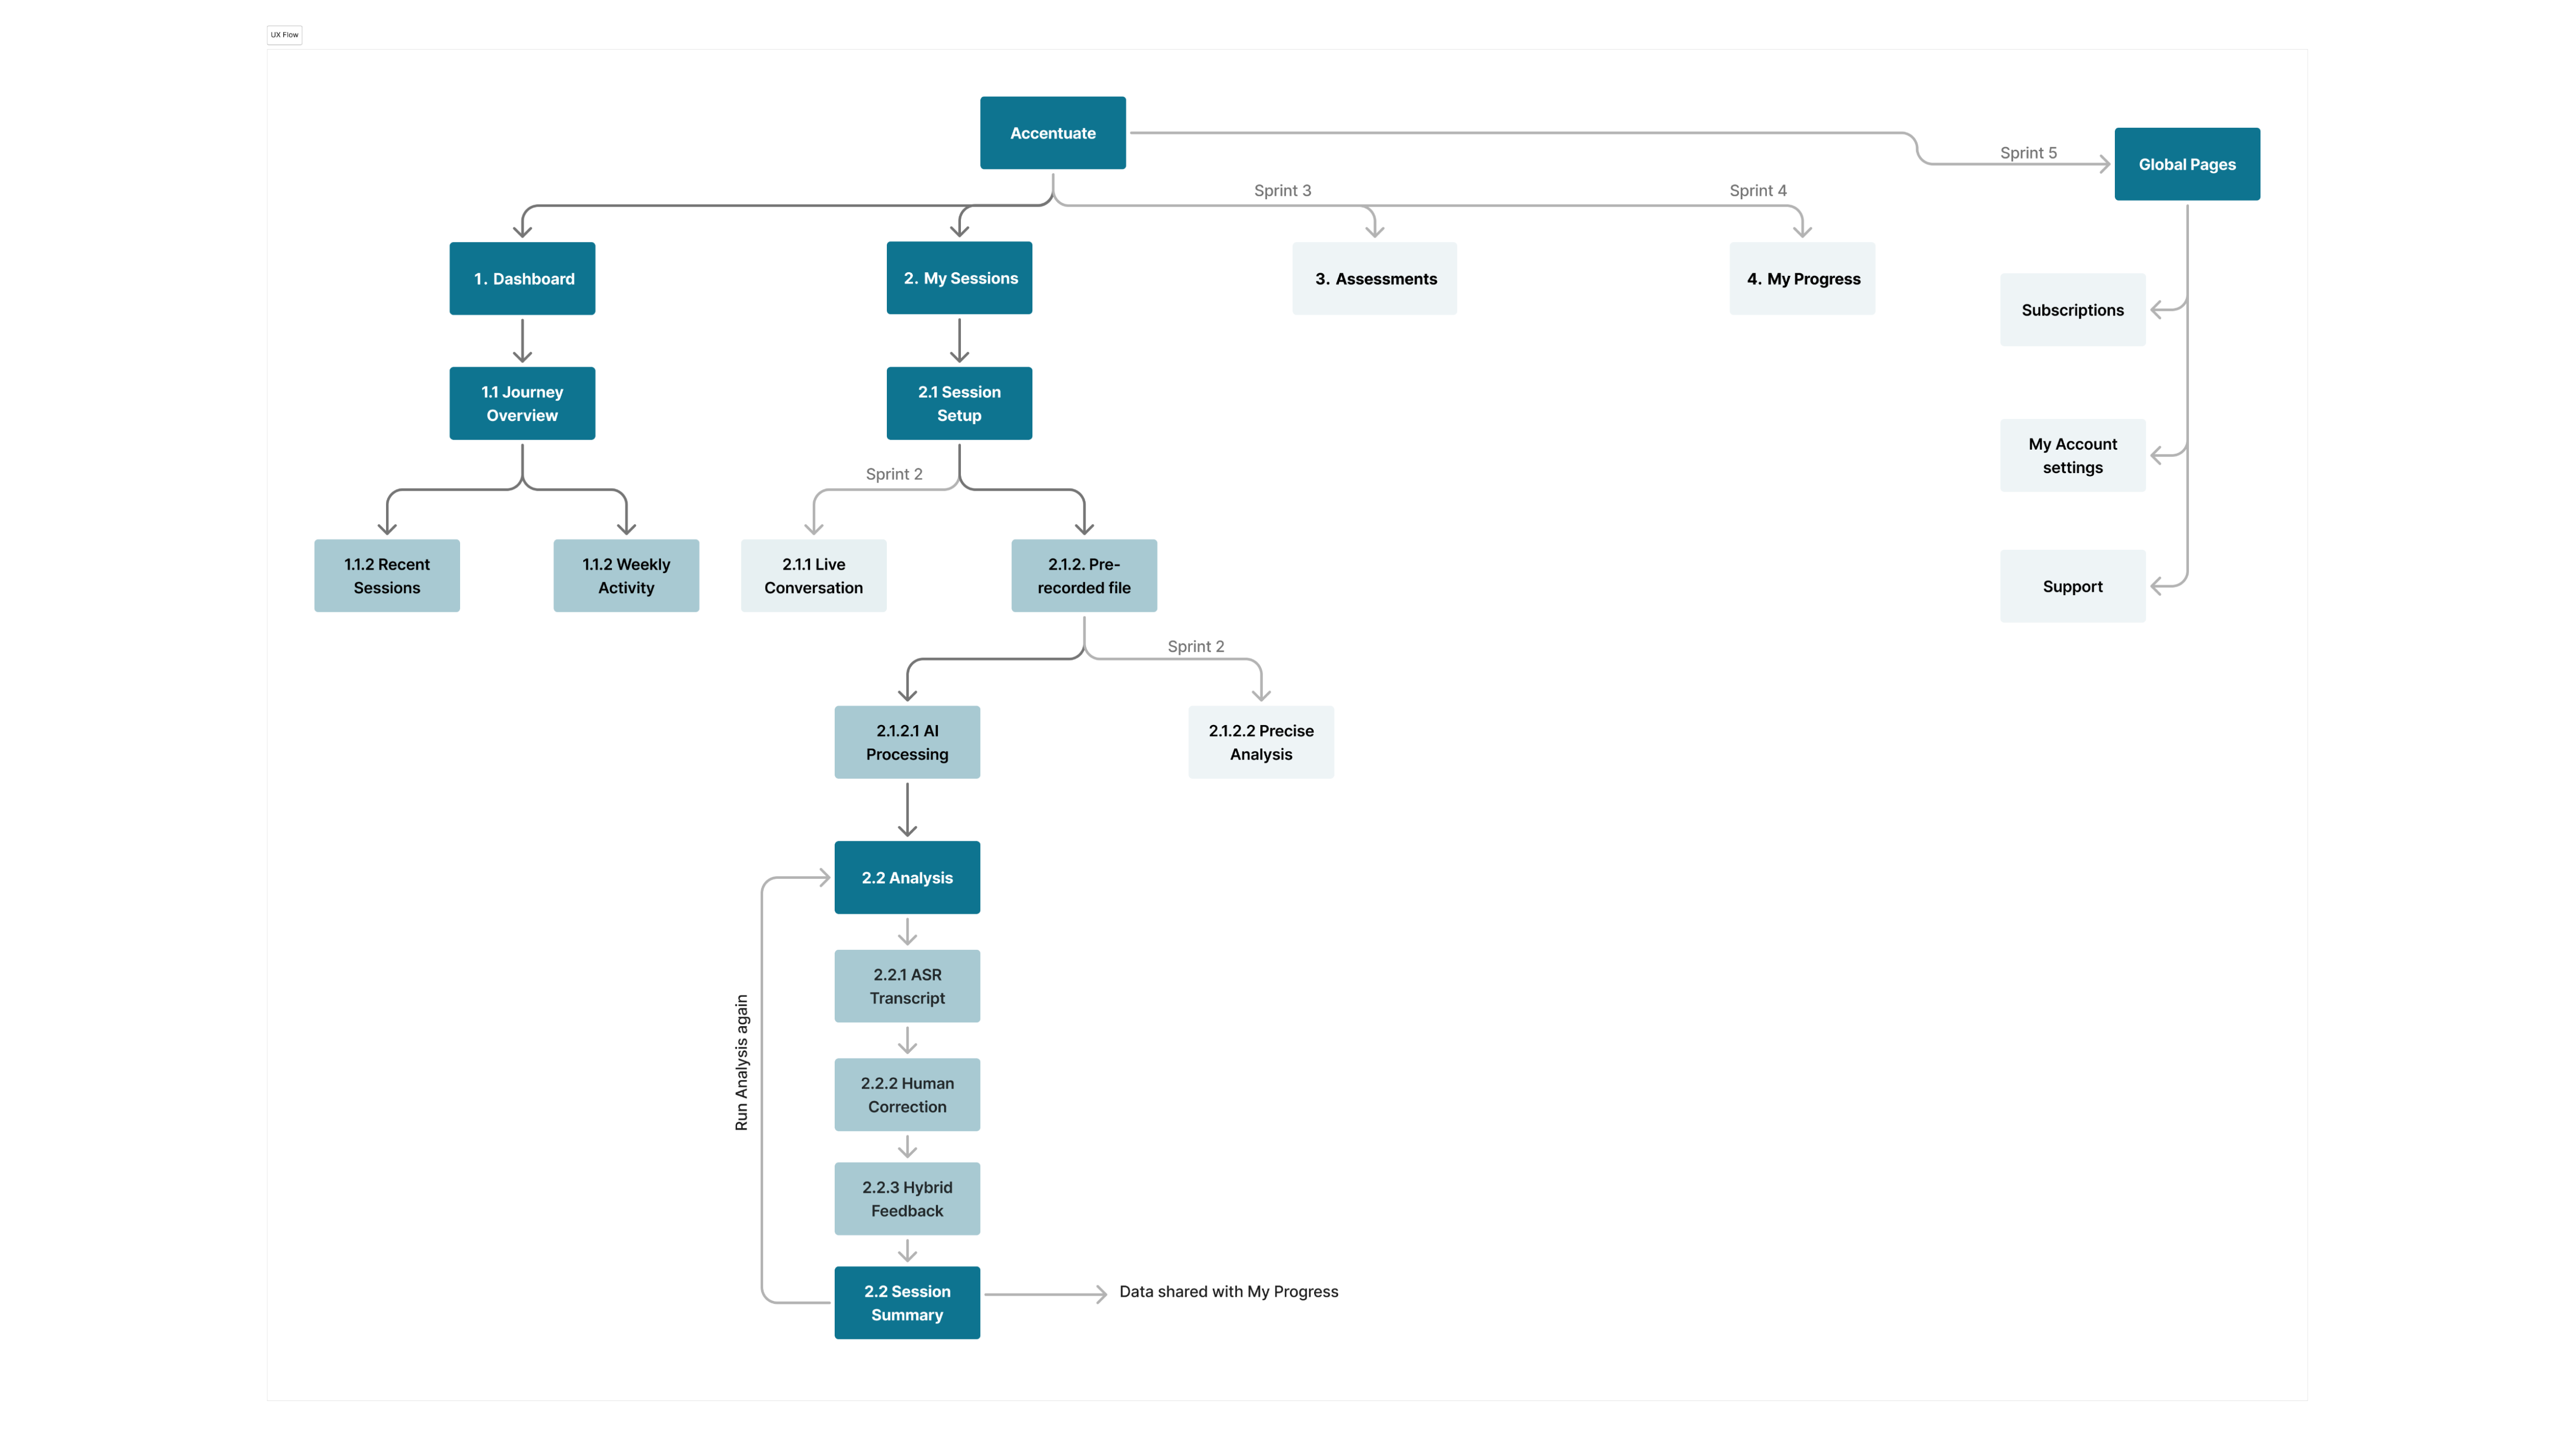 UX Flow
Accentuate
Sprint 5
Global Pages
Sprint 3
Sprint 4
1. Dashboard
2. My Sessions
3. Assessments
4. My Progress
Subscriptions
1.1 Journey
Overview
2.1 Session
Setup
My Account
settings
Sprint 2
1.1.2 Recent
Sessions
1.1.2 Weekly
Activity
2.1.1 Live
Conversation
2.1.2. Pre-
recorded file
Support
Sprint 2
2.1.2.1 AI
Processing
2.1.2.2 Precise
Analysis
2.2 Analysis
2.2.1 ASR
Transcript
Run Analysis again
2.2.2 Human
Correction
2.2.3 Hybrid
Feedback
2.2 Session
Summary
Data shared with My Progress